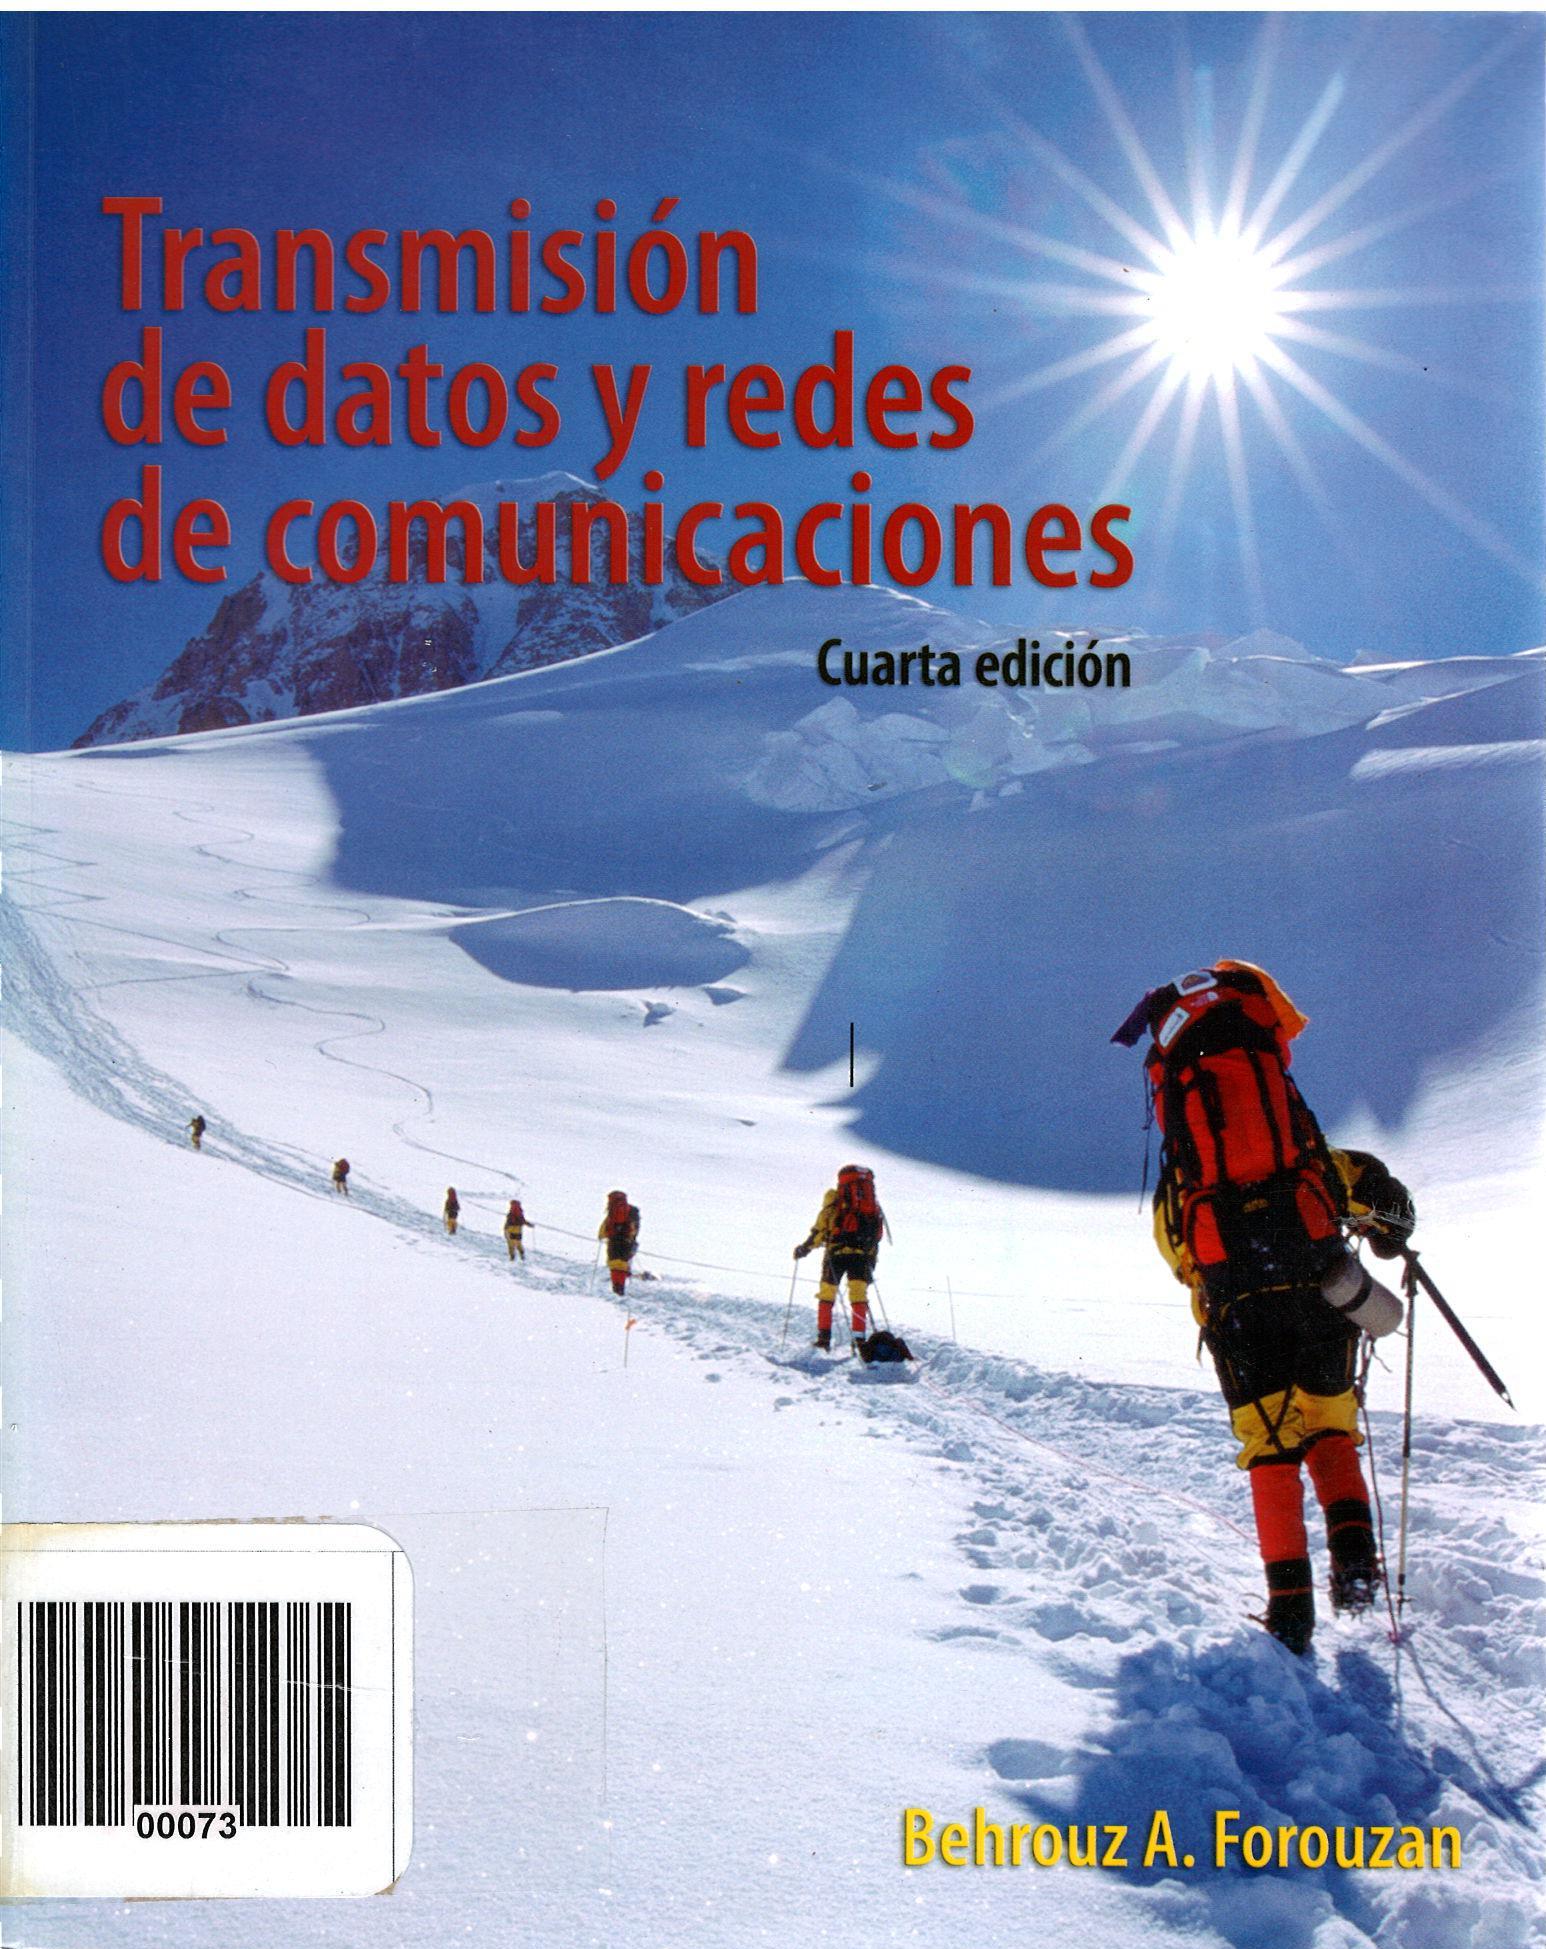 Transmisión
de datos y redes
de comunicaciones
Cuarta edición
00073
Behrouz A. Forouzan